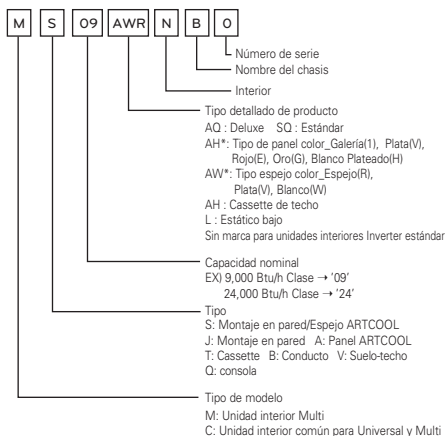 M S 09 AWR N B 0
Número de serie
Nombre del chasis
Interior
Tipo detallado de producto
AQ : Deluxe SQ : Estándar
AH*: Tipo de panel color_Galería(1), Plata(V),
Rojo(E), Oro(G), Blanco Plateado(H)
AW*: Tipo espejo color_Espejo(R),
Plata(V), Blanco(W)
AH : Cassette de techo
L : Estático bajo
Sin marca para unidades interiores Inverter estándar
Capacidad nominal
EX) 9,000 Btu/h Clase → '09'
24,000 Btu/h Clase → '24'
Tipo
S: Montaje en pared/Espejo ARTCOOL
J: Montaje en pared A: Panel ARTCOOL
T: Cassette B: Conducto V: Suelo-techo
Q: consola
Tipo de modelo
M: Unidad interior Multi
C: Unidad interior común para Universal y Multi